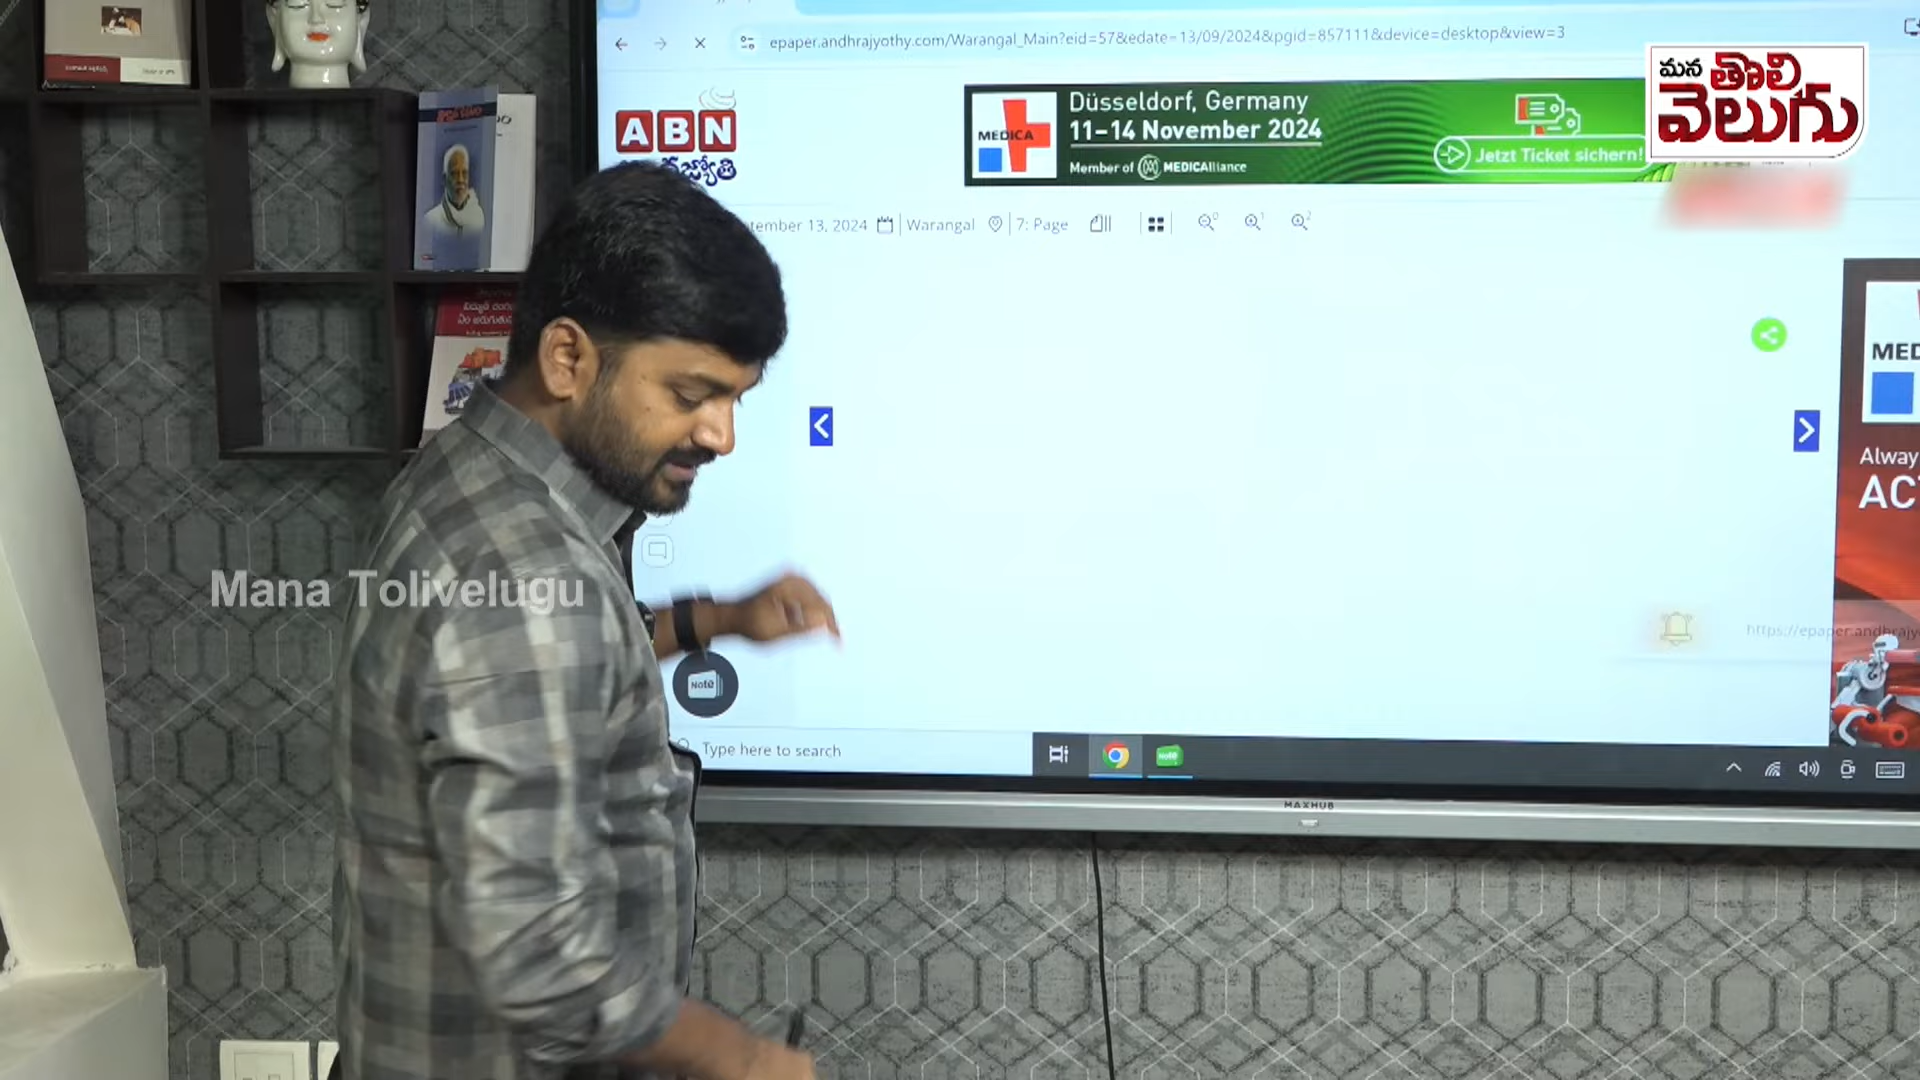 epaper.andhrajyothy.com/Warangal_Main?eid=57&edate=13/09/2024&pgid=857111&device=desktop&view=3
మన
తొలి
వెలుగు
ABN
MEDICA
Düsseldorf, Germany
11–14 November 2024
Member of MEDICAlliance
Jetzt Ticket sichern!
tember 13, 2024
Warangal
7: Page
MED
Alway
AC
Mana Tolivelugu
https://epaper.andhrajy
Note
Type here to search
Note
MAXHUB